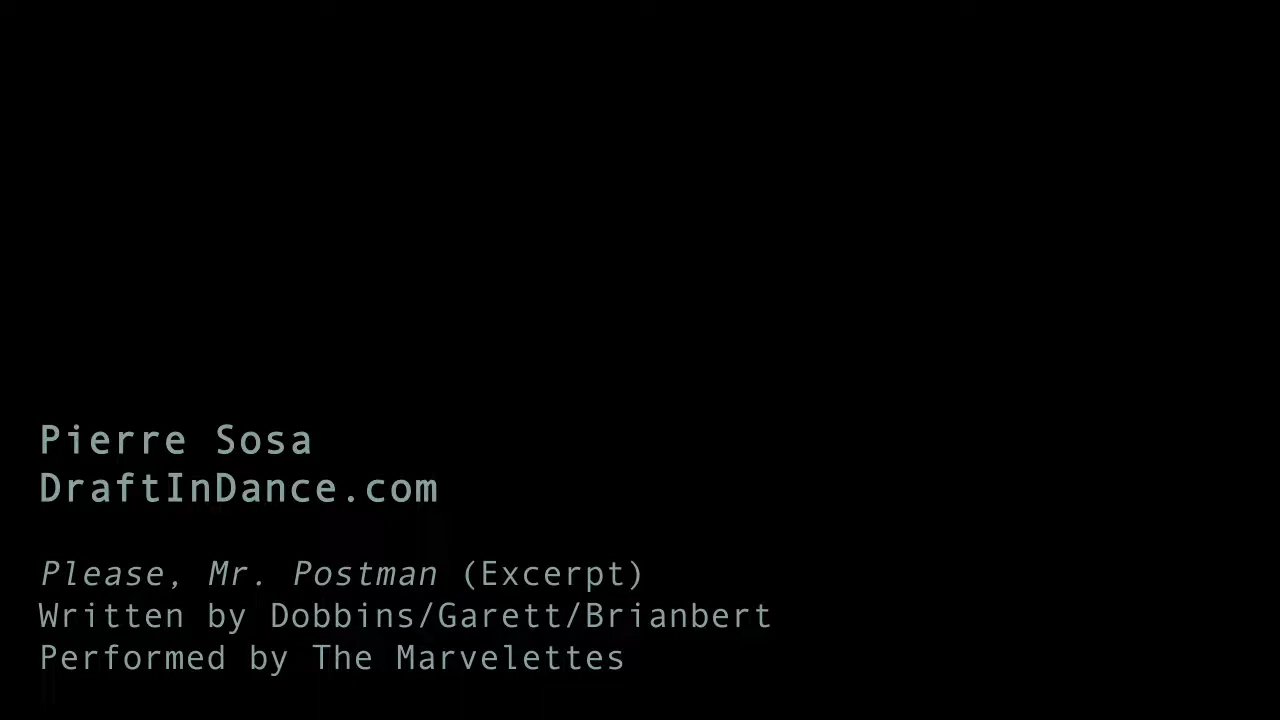 Pierre Sosa
DraftInDance.com
Please, Mr. Postman (Excerpt)
Written by Dobbins/Garett/Brianbert
Performed by The Marvelettes